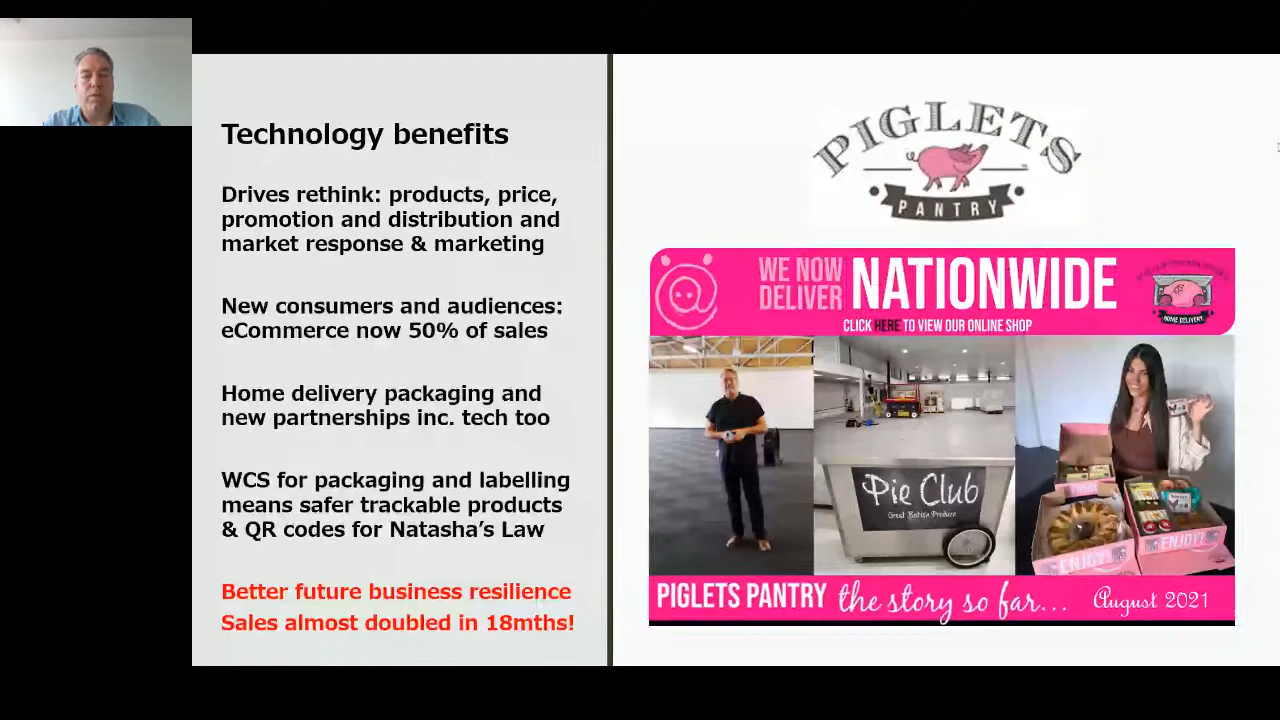 Technology benefits
Drives rethink: products, price,
promotion and distribution and
market response & marketing
New consumers and audiences:
eCommerce now 50% of sales
Home delivery packaging and
new partnerships inc. tech too
WCS for packaging and labelling
means safer trackable products
& QR codes for Natasha’s Law
Better future business resilience
Sales almost doubled in 18mths!
PIGLETS
PANTRY
WE NOW
DELIVER
NATIONWIDE
CLICK HERE TO VIEW OUR ONLINE SHOP
HOME DELIVERY
Pie Club
ENJOY!
ENJOY!
PIGLETS PANTRY the story so far... August 2021